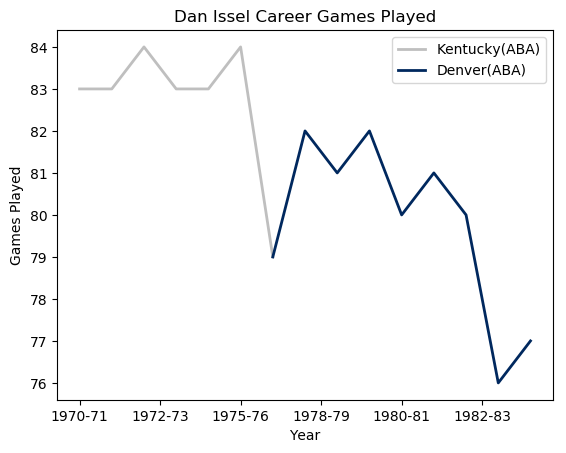 Dan Issel Career Games Played
Kentucky(ABA)
Denver(ABA)
84
83
82
81
80
79
78
77
76
Games Played
1970-71 1972-73 1975-76 1978-79 1980-81 1982-83
Year